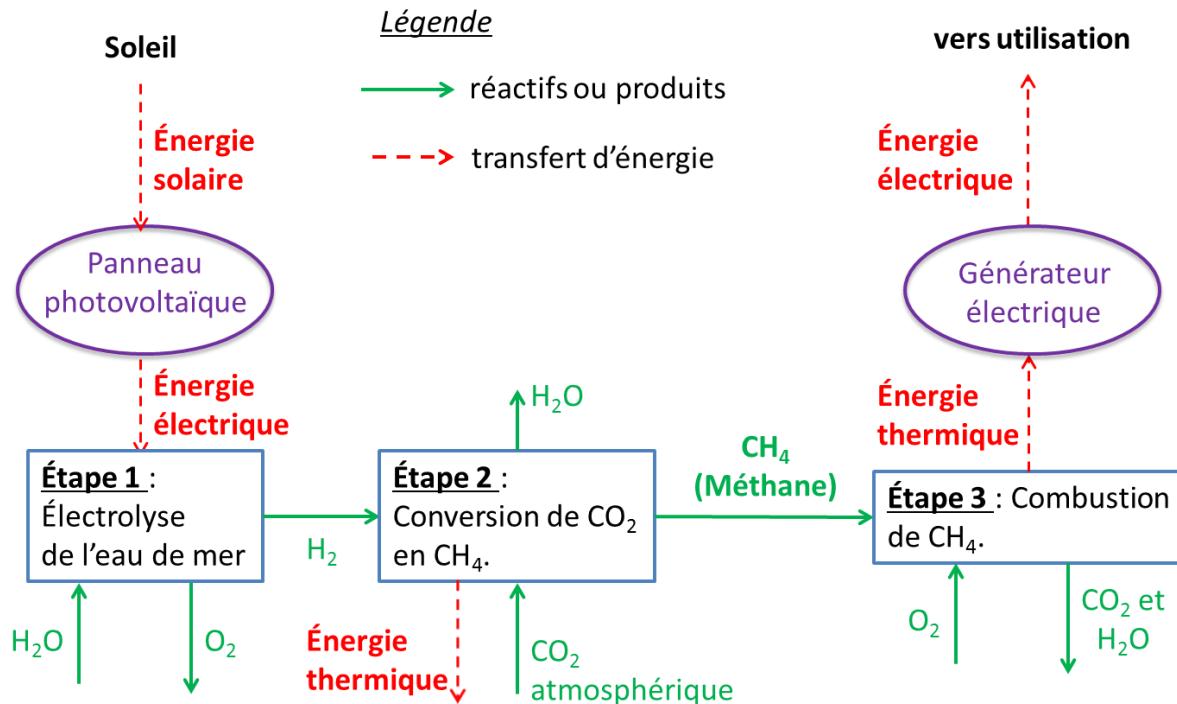 Légende
Soleil
vers utilisation
réactifs ou produits
transfert d’énergie
Énergie
solaire
Énergie
électrique
Panneau
photovoltaïque
Générateur
électrique
Énergie
électrique
Énergie
thermique
H₂O
CH₄
(Méthane)
Étape 1 :
Électrolyse
de l’eau de mer
H₂
Étape 2 :
Conversion de CO₂
en CH₄.
Étape 3 : Combustion
de CH₄.
H₂O
O₂
Énergie
thermique
CO₂
atmosphérique
O₂
CO₂ et
H₂O